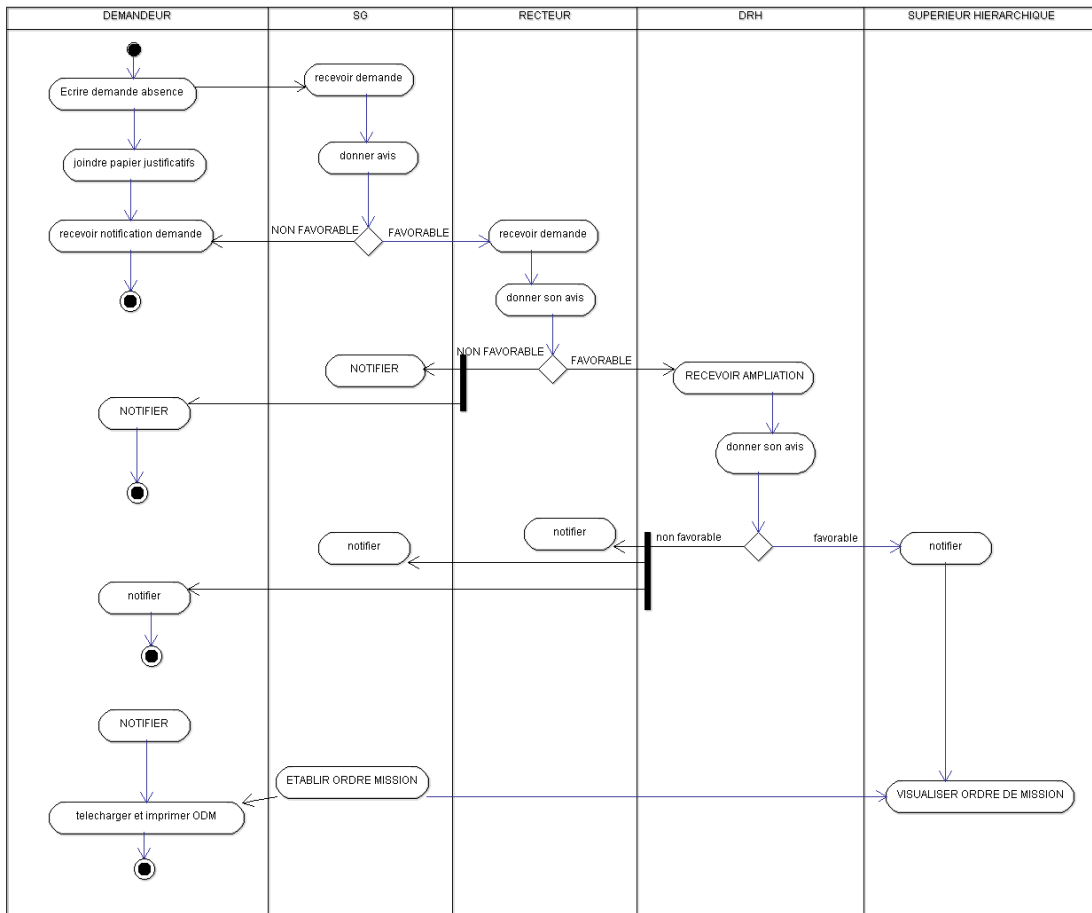 DEMANDEUR
SG
RECTEUR
DRH
SUPERIEUR HIERARCHIQUE
Ecrire demande absence
recevoir demande
joindre papier justificatifs
donner avis
recevoir notification demande
NON FAVORABLE
FAVORABLE
recevoir demande
donner son avis
NOTIFIER
NON FAVORABLE
FAVORABLE
RECEVOIR AMPLIATION
NOTIFIER
donner son avis
notifier
notifier
non favorable
favorable
notifier
notifier
NOTIFIER
ETABLIR ORDRE MISSION
VISUALISER ORDRE DE MISSION
telecharger et imprimer ODM